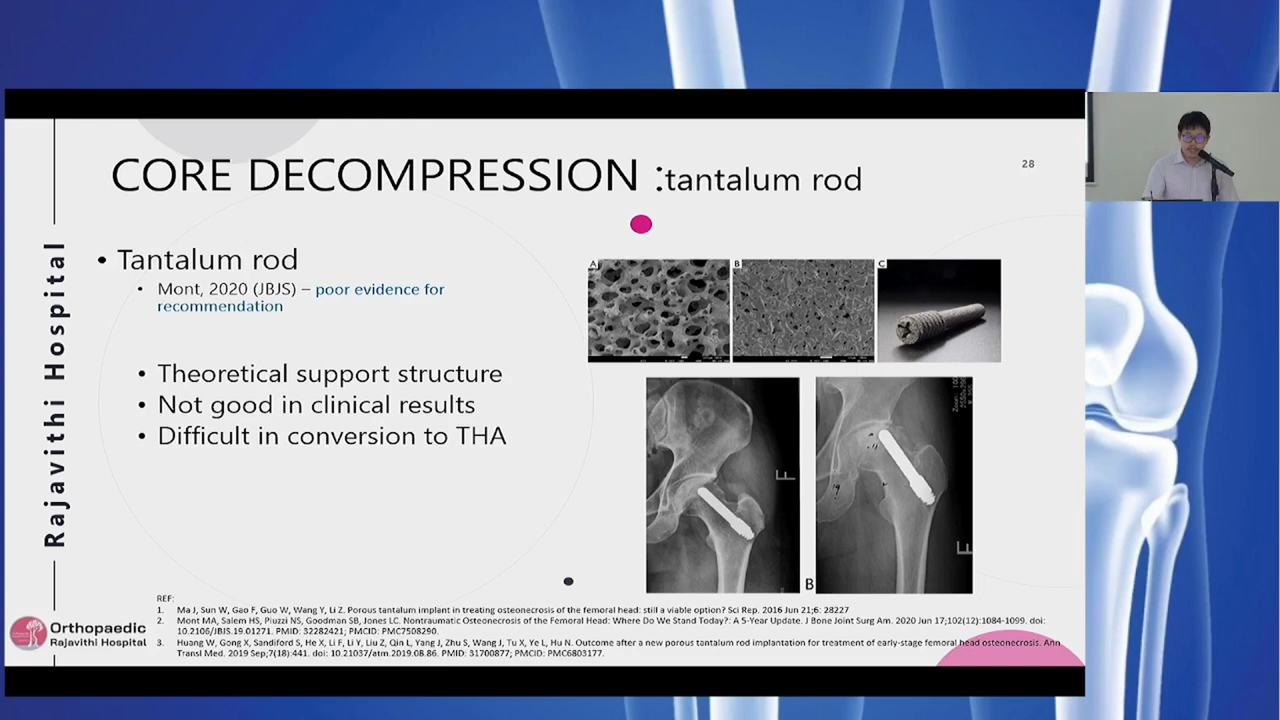 CORE DECOMPRESSION :tantalum rod
28
Rajavithi Hospital
• Tantalum rod
• Mont, 2020 (JBJS) – poor evidence for
recommendation
• Theoretical support structure
• Not good in clinical results
• Difficult in conversion to THA
A
B
C
F
F
B
REF:
1. Ma J, Sun W, Gao F, Guo W, Wang Y, Li Z. Porous tantalum implant in treating osteonecrosis of the femoral head: still a viable option? Sci Rep. 2016 Jun 21;6: 28227
2. Mont MA, Salem HS, Piuzzi NS, Goodman SB, Jones LC. Nontraumatic Osteonecrosis of the Femoral Head: Where Do We Stand Today?: A 5-Year Update. J Bone Joint Surg Am. 2020 Jun 17;102(12):1084-1099. doi:
10.2106/JBJS.19.01271. PMID: 32282421; PMCID: PMC7508290.
3. Huang W, Gong X, Sandiford S, He X, Li F, Li Y, Liu Z, Qin L, Yang J, Zhu S, Wang J, Tu X, Ye L, Hu N. Outcome after a new porous tantalum rod implantation for treatment of early-stage femoral head osteonecrosis. Ann
Transl Med. 2019 Sep;7(18):441. doi: 10.21037/atm.2019.08.86. PMID: 31700877; PMCID: PMC6803177.
Orthopaedic
Rajavithi Hospital